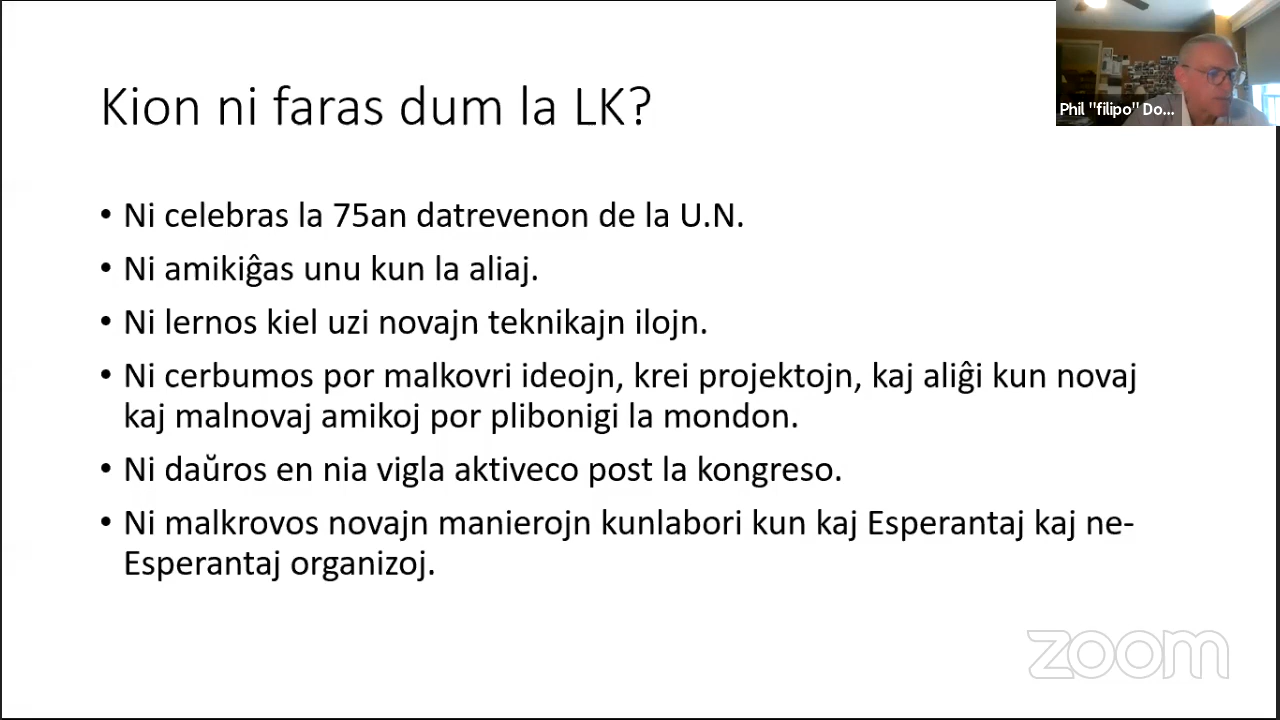 Kion ni faras dum la LK?
Phil "filipo" Do...
• Ni celebras la 75an datrevenon de la U.N.
• Ni amikiĝas unu kun la aliaj.
• Ni lernos kiel uzi novajn teknikajn ilojn.
• Ni cerbumos por malkovri ideojn, krei projektojn, kaj aliĝi kun novaj
kaj malnovaj amikoj por plibonigi la mondon.
• Ni daŭros en nia vigla aktiveco post la kongreso.
• Ni malkrovos novajn manierojn kunlabori kun kaj Esperantaj kaj ne-
Esperantaj organizoj.
zoom